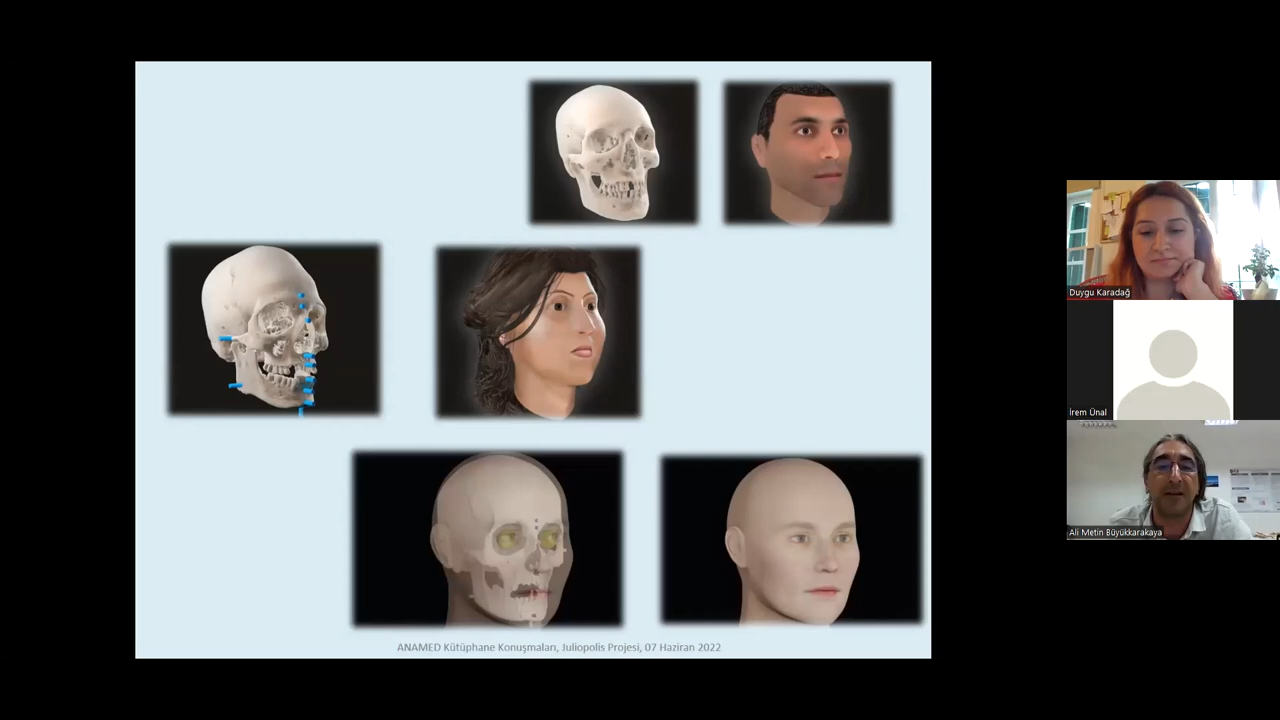 ANAMED Kütüphane Konuşmaları, Juliopolis Projesi, 07 Haziran 2022
Duygu Karadağ
İrem Ünal
Ali Metin Büyükkarakaya